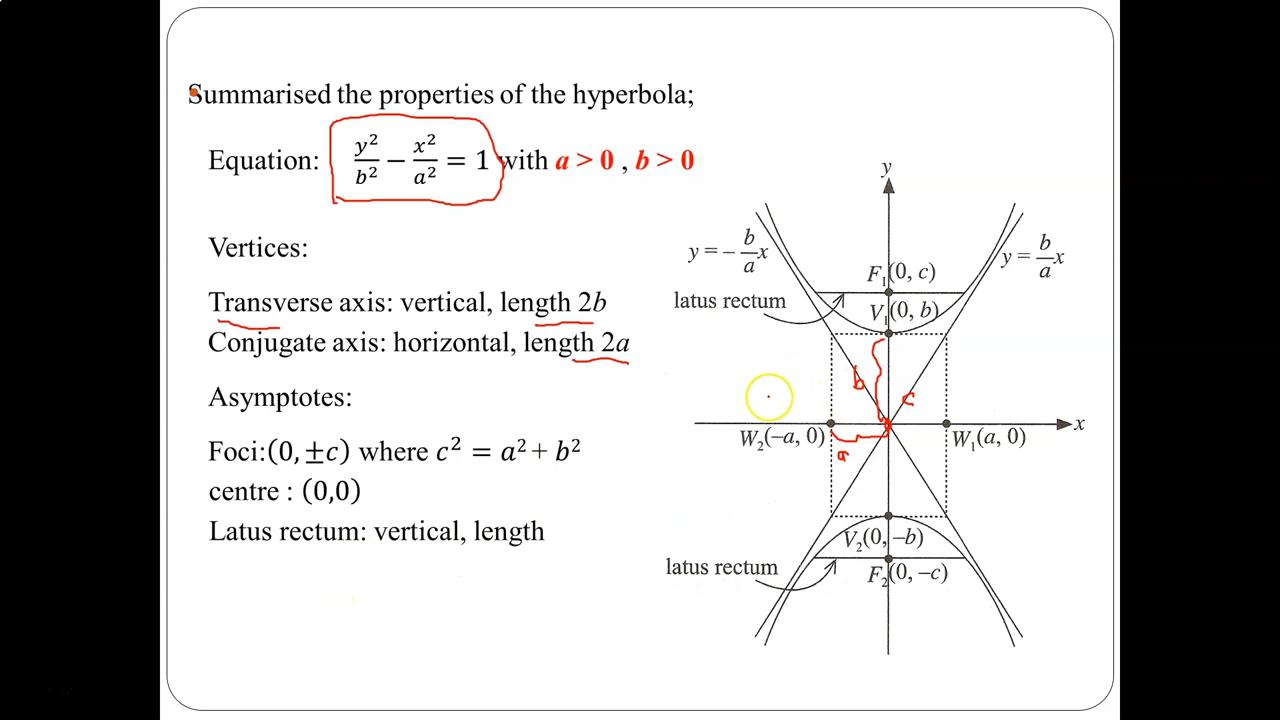 Summarised the properties of the hyperbola;
Equation: y²/b² − x²/a² = 1 with a > 0 , b > 0
Vertices:
Transverse axis: vertical, length 2b
Conjugate axis: horizontal, length 2a
Asymptotes:
Foci:(0, ±c) where c² = a² + b²
centre : (0,0)
Latus rectum: vertical, length
y
y = −b/a x
y = b/a x
F₁(0, c)
latus rectum
V₁(0, b)
b
c
x
W₂(−a, 0)
W₁(a, 0)
a
V₂(0, −b)
latus rectum
F₂(0, −c)